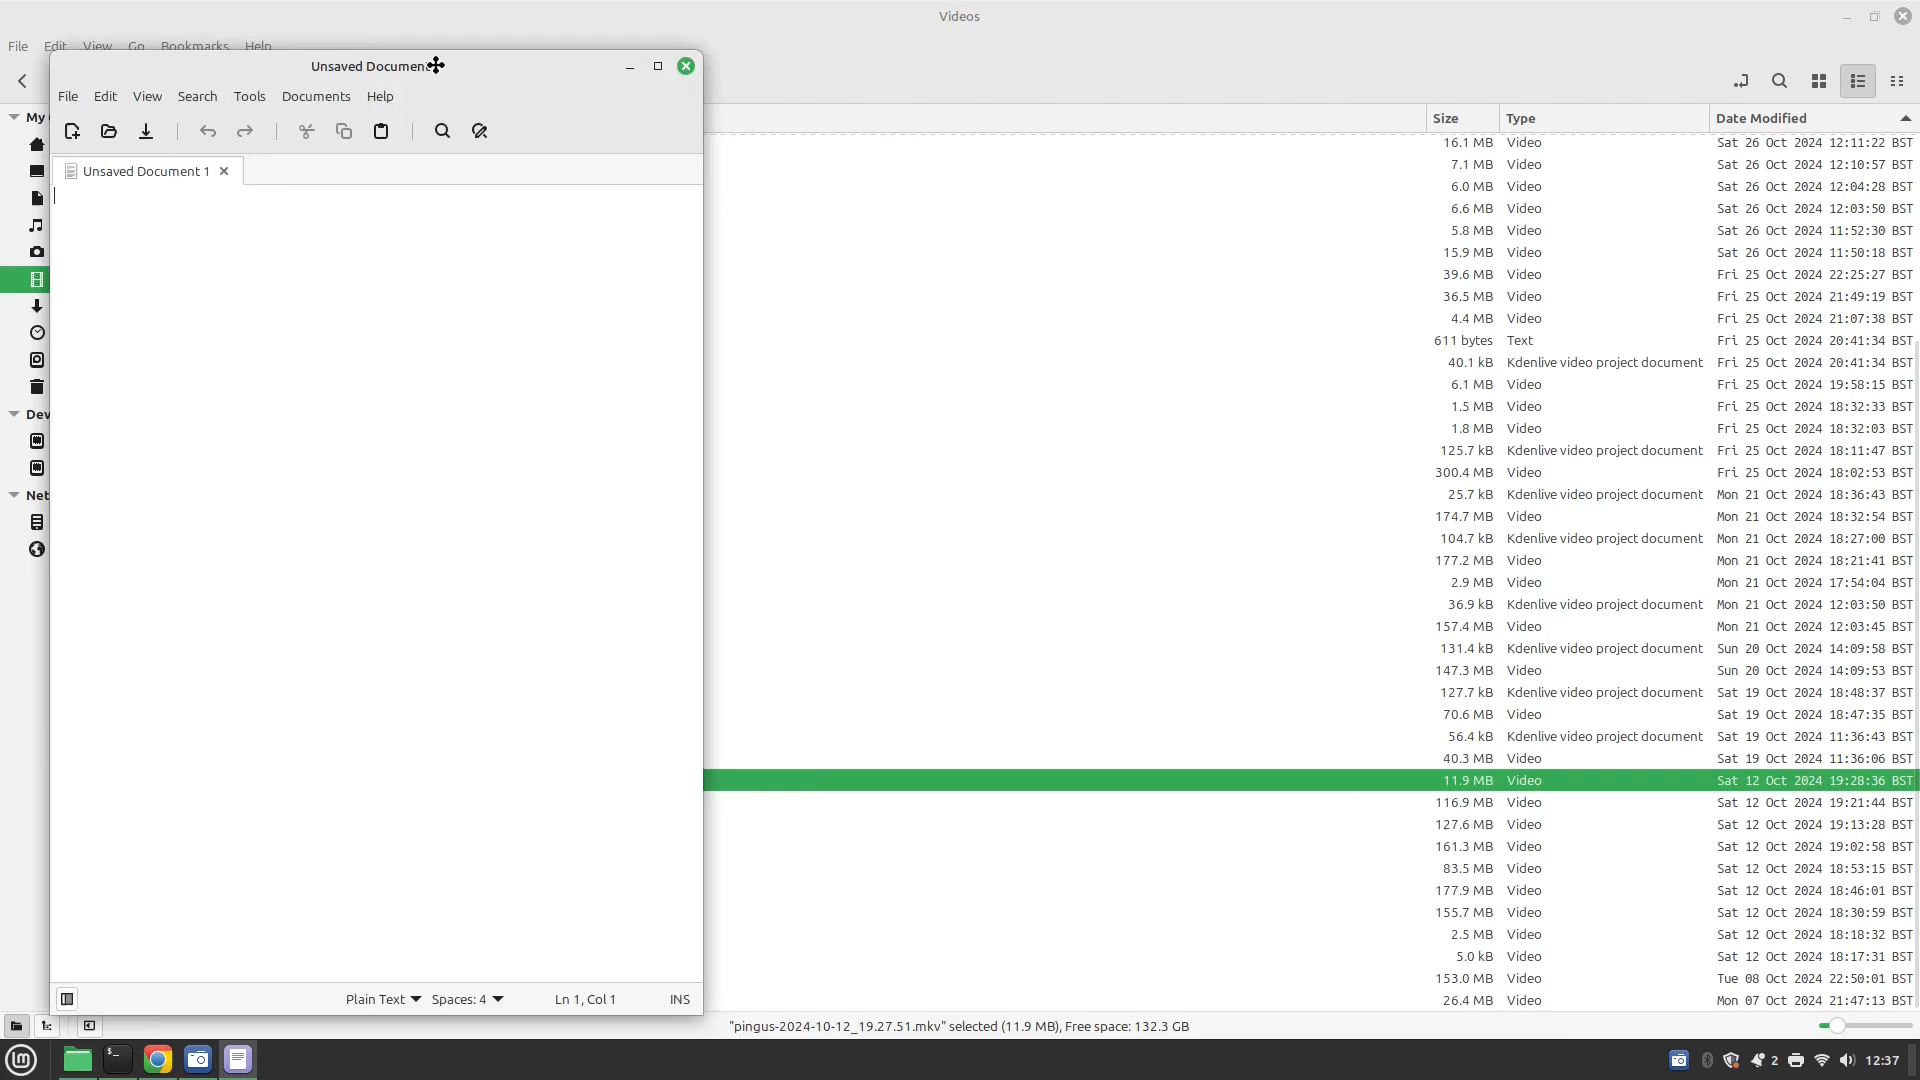 Videos
File Edit View Go Bookmarks Help
Unsaved Document
File Edit View Search Tools Documents Help
Unsaved Document 1
My
Dev
Net
Size Type Date Modified
16.1 MB Video Sat 26 Oct 2024 12:11:22 BST
7.1 MB Video Sat 26 Oct 2024 12:10:57 BST
6.0 MB Video Sat 26 Oct 2024 12:04:28 BST
6.6 MB Video Sat 26 Oct 2024 12:03:50 BST
5.8 MB Video Sat 26 Oct 2024 11:52:30 BST
15.9 MB Video Sat 26 Oct 2024 11:50:18 BST
39.6 MB Video Fri 25 Oct 2024 22:25:27 BST
36.5 MB Video Fri 25 Oct 2024 21:49:19 BST
4.4 MB Video Fri 25 Oct 2024 21:07:38 BST
611 bytes Text Fri 25 Oct 2024 20:41:34 BST
40.1 kB Kdenlive video project document Fri 25 Oct 2024 20:41:34 BST
6.1 MB Video Fri 25 Oct 2024 19:58:15 BST
1.5 MB Video Fri 25 Oct 2024 18:32:33 BST
1.8 MB Video Fri 25 Oct 2024 18:32:03 BST
125.7 kB Kdenlive video project document Fri 25 Oct 2024 18:11:47 BST
300.4 MB Video Fri 25 Oct 2024 18:02:53 BST
25.7 kB Kdenlive video project document Mon 21 Oct 2024 18:36:43 BST
174.7 MB Video Mon 21 Oct 2024 18:32:54 BST
104.7 kB Kdenlive video project document Mon 21 Oct 2024 18:27:00 BST
177.2 MB Video Mon 21 Oct 2024 18:21:41 BST
2.9 MB Video Mon 21 Oct 2024 17:54:04 BST
36.9 kB Kdenlive video project document Mon 21 Oct 2024 12:03:50 BST
157.4 MB Video Mon 21 Oct 2024 12:03:45 BST
131.4 kB Kdenlive video project document Sun 20 Oct 2024 14:09:58 BST
147.3 MB Video Sun 20 Oct 2024 14:09:53 BST
127.7 kB Kdenlive video project document Sat 19 Oct 2024 18:48:37 BST
70.6 MB Video Sat 19 Oct 2024 18:47:35 BST
56.4 kB Kdenlive video project document Sat 19 Oct 2024 11:36:43 BST
40.3 MB Video Sat 19 Oct 2024 11:36:06 BST
11.9 MB Video Sat 12 Oct 2024 19:28:36 BST
116.9 MB Video Sat 12 Oct 2024 19:21:44 BST
127.6 MB Video Sat 12 Oct 2024 19:13:28 BST
161.3 MB Video Sat 12 Oct 2024 19:02:58 BST
83.5 MB Video Sat 12 Oct 2024 18:53:15 BST
177.9 MB Video Sat 12 Oct 2024 18:46:01 BST
155.7 MB Video Sat 12 Oct 2024 18:30:59 BST
2.5 MB Video Sat 12 Oct 2024 18:18:32 BST
5.0 kB Video Sat 12 Oct 2024 18:17:31 BST
153.0 MB Video Tue 08 Oct 2024 22:50:01 BST
26.4 MB Video Mon 07 Oct 2024 21:47:13 BST
Plain Text Spaces: 4 Ln 1, Col 1 INS
"pingus-2024-10-12_19.27.51.mkv" selected (11.9 MB), Free space: 132.3 GB
2 12:37